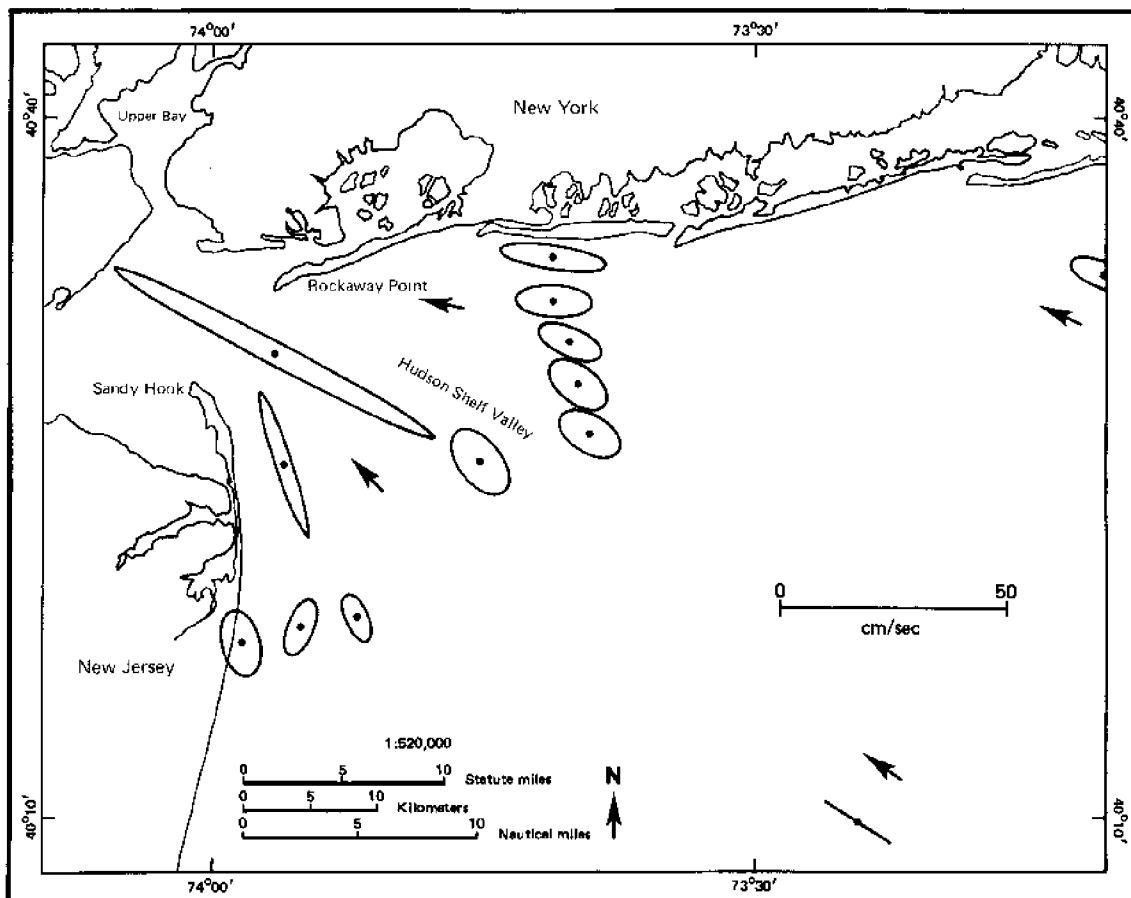 74°00′ 73°30′
40°40′ 40°40′
New York
Upper Bay
Rockaway Point
Hudson Shelf Valley
Sandy Hook
0 50
cm/sec
New Jersey
1:520,000
0 5 10
Statute miles
N
0 5 10
Kilometers
0 5 10
Nautical miles
40°10′ 40°10′
74°00′ 73°30′